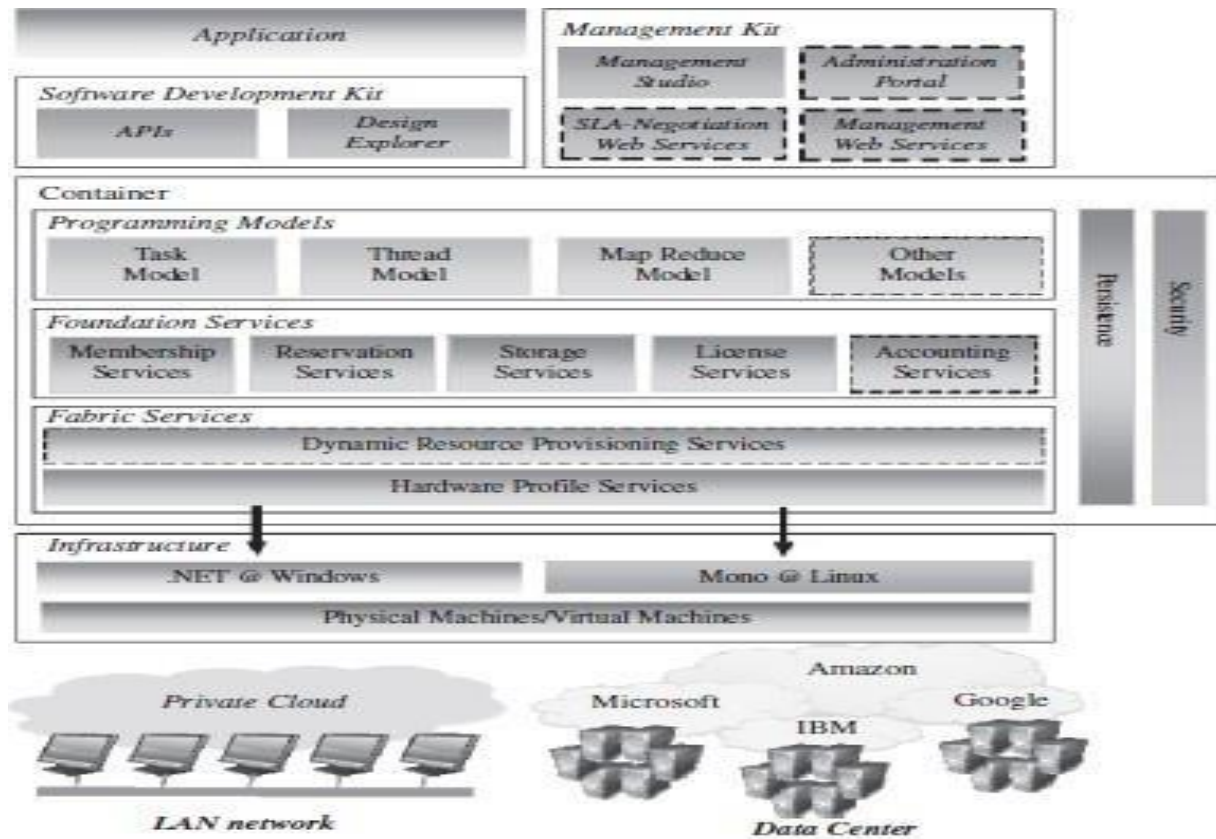 Application
Management Kit
Management
Studio
Administration
Portal
SLA-Negotiation
Web Services
Management
Web Services
Software Development Kit
APIs
Design
Explorer
Container
Programming Models
Task
Model
Thread
Model
Map Reduce
Model
Other
Models
Foundation Services
Membership
Services
Reservation
Services
Storage
Services
License
Services
Accounting
Services
Fabric Services
Dynamic Resource Provisioning Services
Hardware Profile Services
Persistence
Security
Infrastructure
.NET @ Windows
Mono @ Linux
Physical Machines/Virtual Machines
Private Cloud
LAN network
Amazon
Microsoft
Google
IBM
Data Center